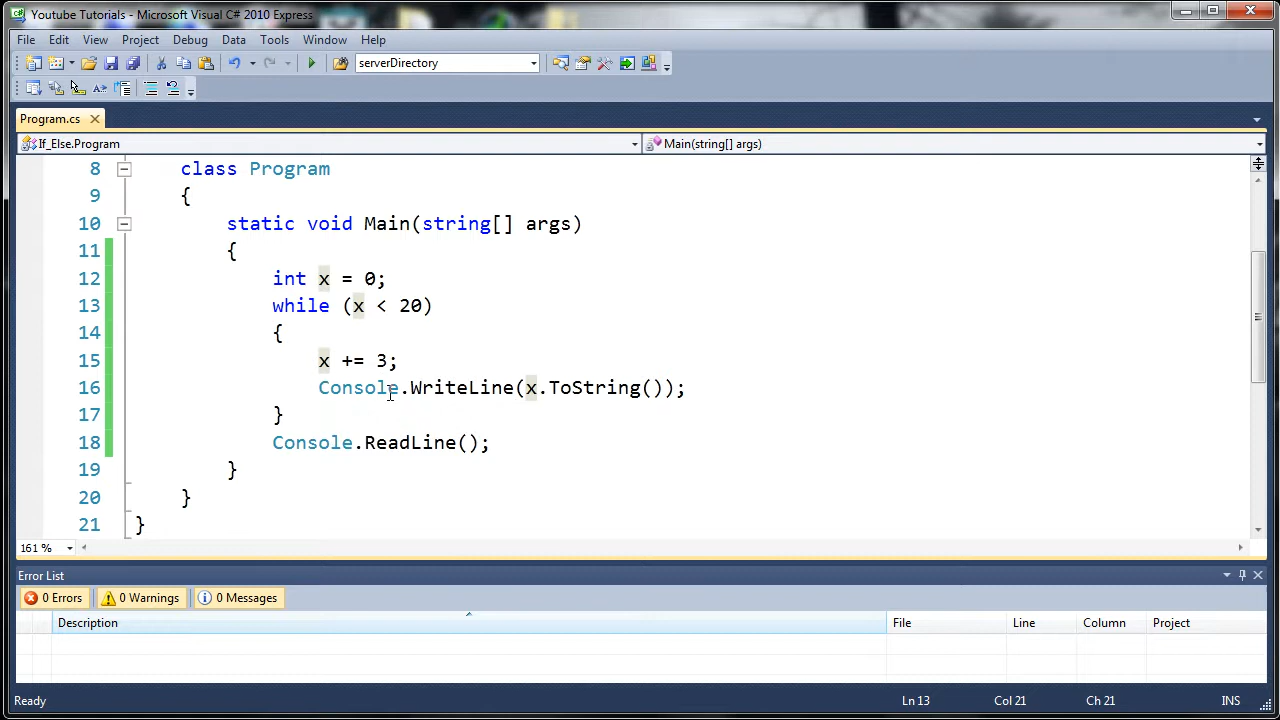 Youtube Tutorials - Microsoft Visual C# 2010 Express
File Edit View Project Debug Data Tools Window Help
serverDirectory
Program.cs
If_Else.Program Main(string[] args)
8 class Program
9 {
10 static void Main(string[] args)
11 {
12 int x = 0;
13 while (x < 20)
14 {
15 x += 3;
16 Console.WriteLine(x.ToString());
17 }
18 Console.ReadLine();
19 }
20 }
21 }
161 %
Error List
0 Errors 0 Warnings 0 Messages
Description File Line Column Project
Ready Ln 13 Col 21 Ch 21 INS